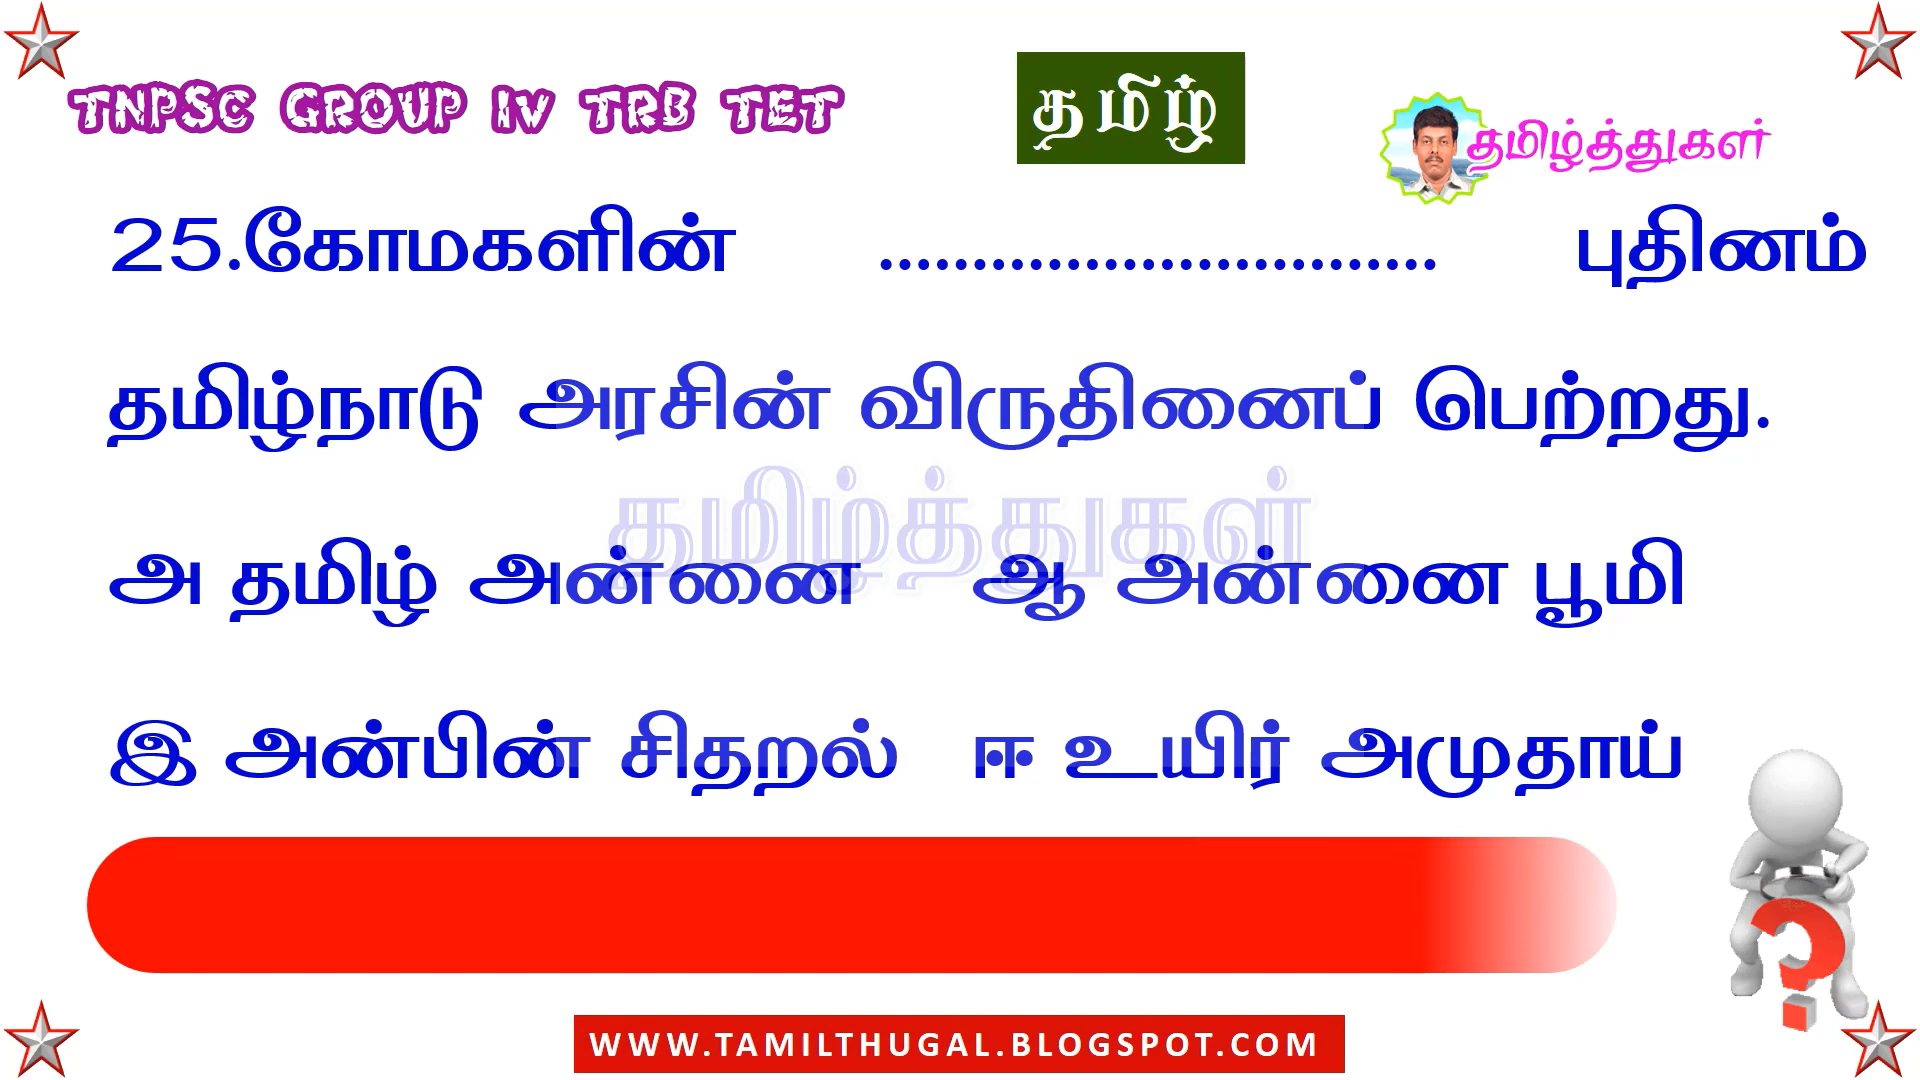 TNPSC GROUP IV TRB TET
தமிழ்
தமிழ்த்துகள்
25.கோமகளின் .............................. புதினம்
தமிழ்நாடு அரசின் விருதினைப் பெற்றது.
தமிழ்த்துகள்
அ தமிழ் அன்னை ஆ அன்னை பூமி
இ அன்பின் சிதறல் ஈ உயிர் அமுதாய்
WWW.TAMILTHUGAL.BLOGSPOT.COM